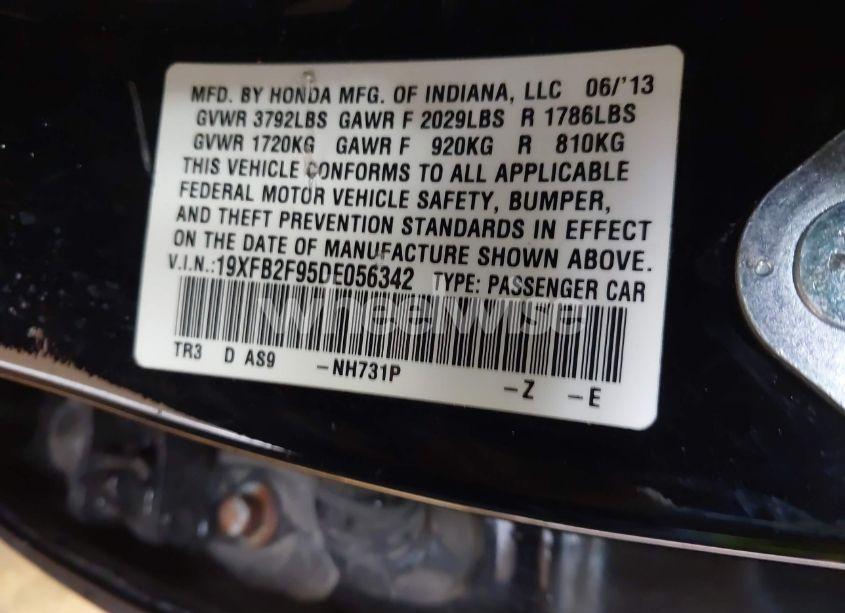 MFD. BY HONDA MFG. OF INDIANA, LLC 06/'13
GVWR 3792LBS GAWR F 2029LBS R 1786LBS
GVWR 1720KG GAWR F 920KG R 810KG
THIS VEHICLE CONFORMS TO ALL APPLICABLE
FEDERAL MOTOR VEHICLE SAFETY, BUMPER,
AND THEFT PREVENTION STANDARDS IN EFFECT
ON THE DATE OF MANUFACTURE SHOWN ABOVE.
V.I.N.:19XFB2F95DE056342 TYPE: PASSENGER CAR
wheelwise
TR3 D AS9 -NH731P -Z -E